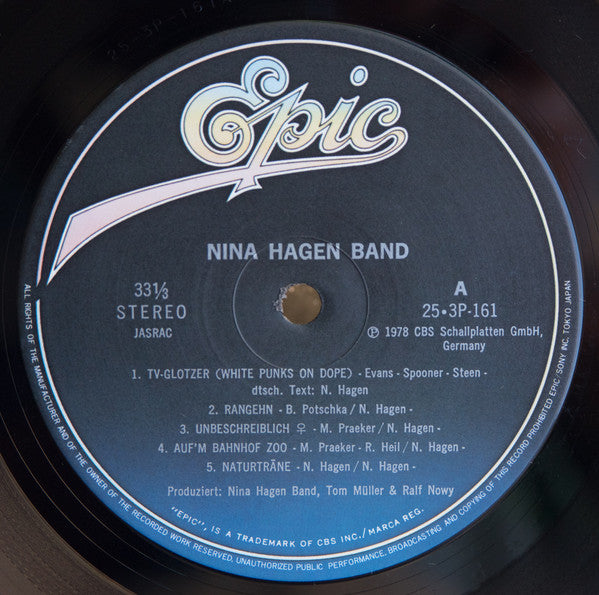 25-3P-161A
Epic
NINA HAGEN BAND
33⅓
STEREO
JASRAC
A
25・3P-161
Ⓟ 1978 CBS Schallplatten GmbH,
Germany
1. TV-GLOTZER (WHITE PUNKS ON DOPE) - Evans - Spooner - Steen -
dtsch. Text: N. Hagen
2. RANGEHN - B. Potschka / N. Hagen -
3. UNBESCHREIBLICH ♀ - M. Praeker / N. Hagen -
4. AUF'M BAHNHOF ZOO - M. Praeker - R. Heil / N. Hagen -
5. NATURTRÄNE - N. Hagen / N. Hagen -
Produziert: Nina Hagen Band, Tom Müller & Ralf Nowy
"EPIC", IS A TRADEMARK OF CBS INC./MARCA REG.
ALL RIGHTS OF THE MANUFACTURER AND OF THE OWNER OF THE RECORDED WORK RESERVED. UNAUTHORIZED PUBLIC PERFORMANCE, BROADCASTING AND COPYING OF THIS RECORD PROHIBITED EPIC/SONY INC. TOKYO JAPAN